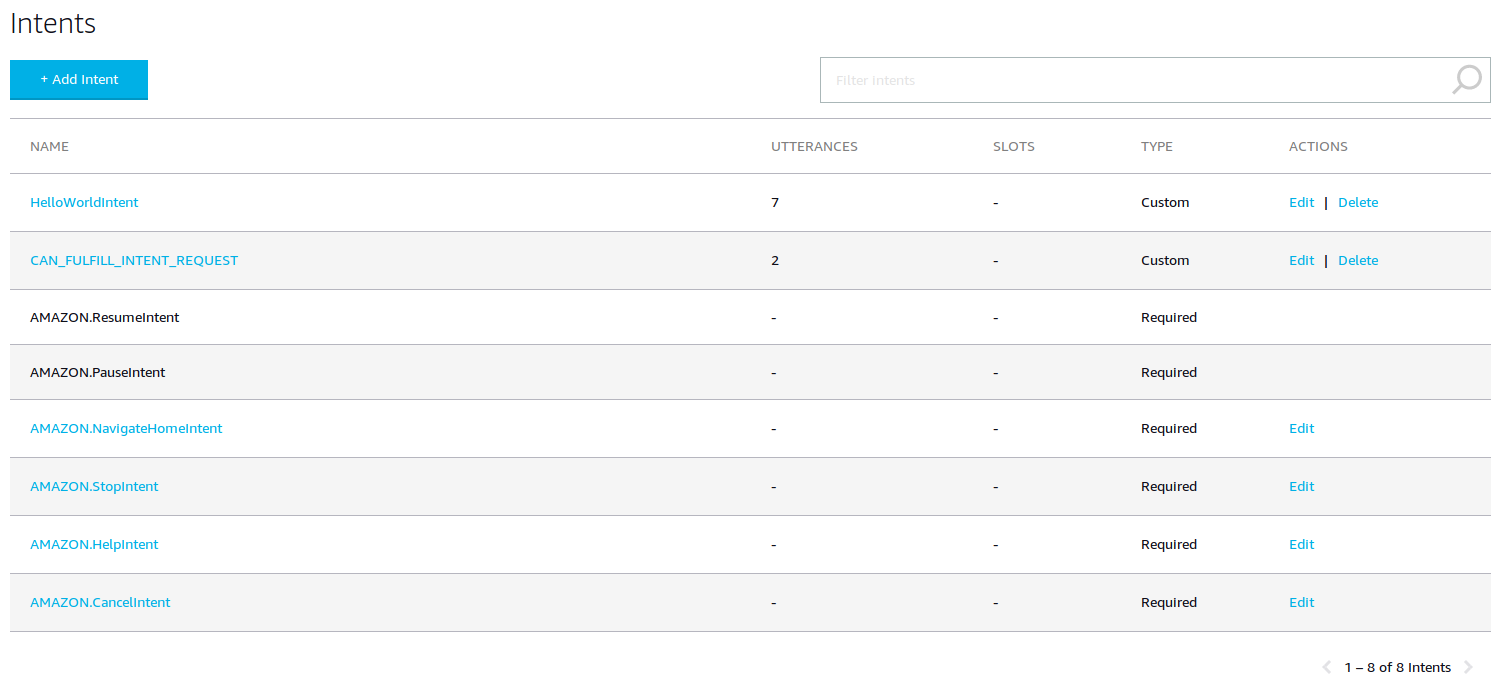 Intents
+ Add Intent
Filter Intents
NAME UTTERANCES SLOTS TYPE ACTIONS
HelloWorldIntent 7 - Custom Edit | Delete
CAN_FULFILL_INTENT_REQUEST 2 - Custom Edit | Delete
AMAZON.ResumeIntent - - Required
AMAZON.PauseIntent - - Required
AMAZON.NavigateHomeIntent - - Required Edit
AMAZON.StopIntent - - Required Edit
AMAZON.HelpIntent - - Required Edit
AMAZON.CancelIntent - - Required Edit
1 – 8 of 8 Intents